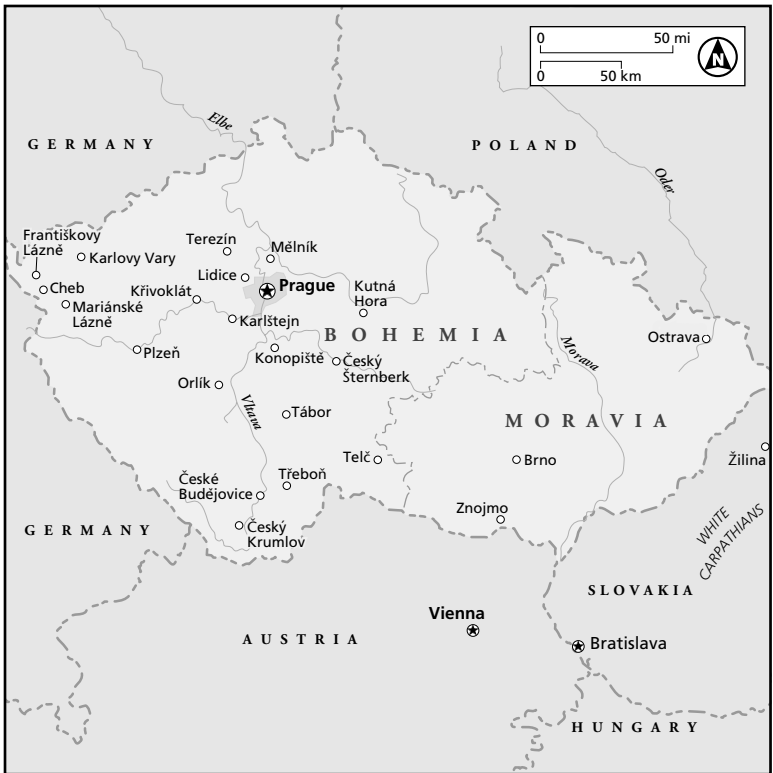 0 50 mi
0 50 km
N
Elbe
GERMANY
POLAND
Oder
Františkovy
Lázně
Karlovy Vary
Terezín
Mělník
Lidice
Prague
Cheb
Křivoklát
Kutná
Hora
Mariánské
Lázně
Karlštejn
BOHEMIA
Morava
Ostrava
Plzeň
Konopiště
Český
Šternberk
Orlík
Vltava
Tábor
MORAVIA
Telč
Brno
Žilina
České
Budějovice
Třeboň
Znojmo
WHITE
CARPATHIANS
GERMANY
Český
Krumlov
SLOVAKIA
Vienna
AUSTRIA
Bratislava
HUNGARY